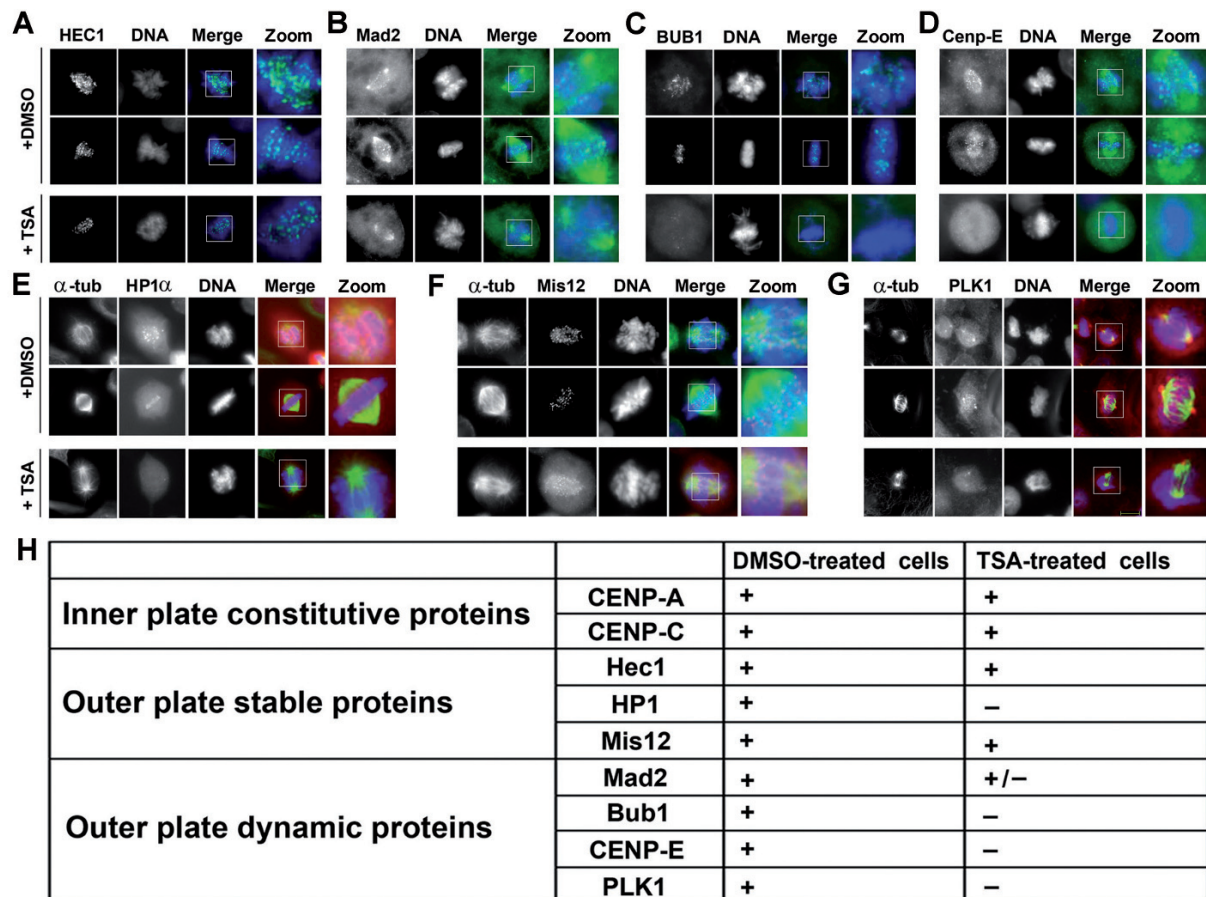 A
HEC1 DNA Merge Zoom
B
Mad2 DNA Merge Zoom
C
BUB1 DNA Merge Zoom
D
Cenp-E DNA Merge Zoom
+DMSO
+ TSA
E
α-tub HP1α DNA Merge Zoom
F
α-tub Mis12 DNA Merge Zoom
G
α-tub PLK1 DNA Merge Zoom
+DMSO
+ TSA
H
DMSO-treated cells TSA-treated cells
Inner plate constitutive proteins
CENP-A + +
CENP-C + +
Outer plate stable proteins
Hec1 + +
HP1 + –
Mis12 + +
Outer plate dynamic proteins
Mad2 + +/–
Bub1 + –
CENP-E + –
PLK1 + –